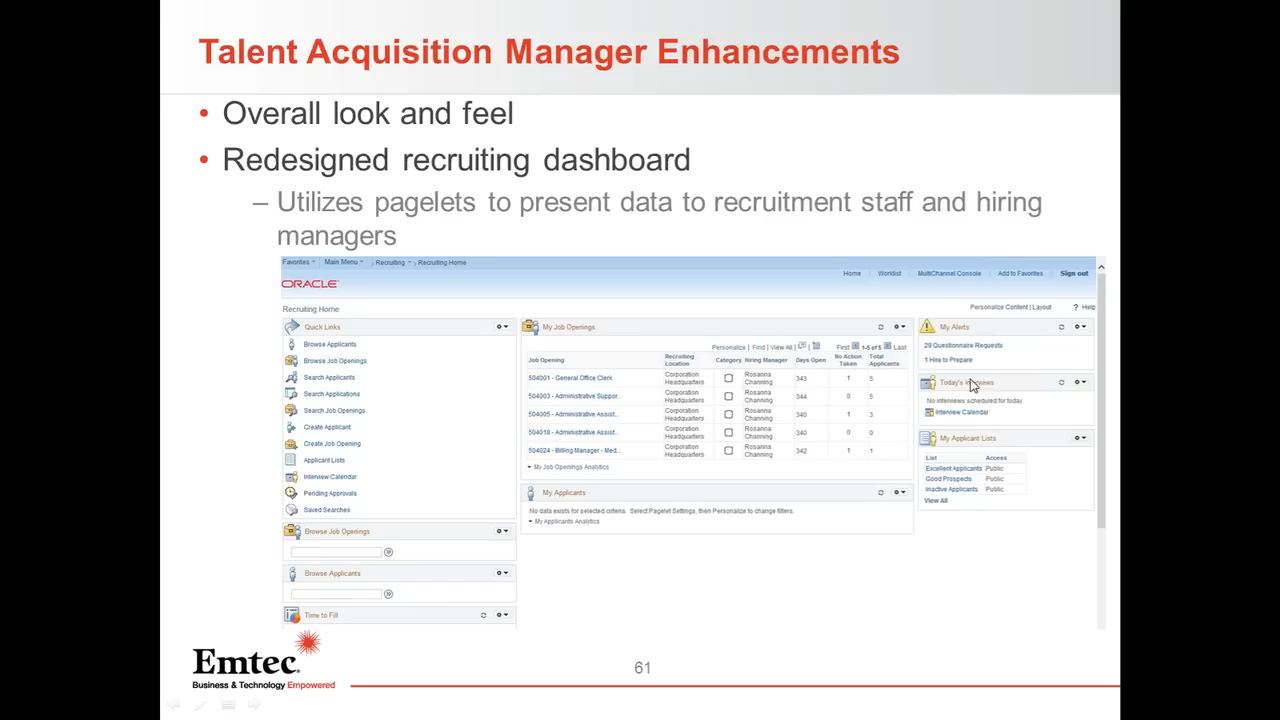 Talent Acquisition Manager Enhancements
• Overall look and feel
• Redesigned recruiting dashboard
– Utilizes pagelets to present data to recruitment staff and hiring
managers
Favorites Main Menu > Recruiting > Recruiting Home
Home Worklist MultiChannel Console Add to Favorites Sign out
ORACLE
Personalize Content | Layout ? Help
Recruiting Home
Quick Links
Browse Applicants
Browse Job Openings
Search Applicants
Search Applications
Search Job Openings
Create Applicant
Create Job Opening
Applicant Lists
Interview Calendar
Pending Approvals
Saved Searches
Browse Job Openings
Browse Applicants
Time to Fill
My Job Openings
Personalize | Find | View All | First 1-5 of 5 Last
Job Opening Recruiting Location Category Hiring Manager Days Open No Action Taken Total Applicants
504001 - General Office Clerk Corporation Headquarters Rosanna Channing 343 1 5
504003 - Administrative Suppor... Corporation Headquarters Rosanna Channing 344 0 5
504005 - Administrative Assist... Corporation Headquarters Rosanna Channing 340 1 3
504018 - Administrative Assist... Corporation Headquarters Rosanna Channing 340 0 0
504024 - Billing Manager - Med... Corporation Headquarters Rosanna Channing 342 1 1
My Job Openings Analytics
My Applicants
No data exists for selected criteria. Select Pagelet Settings, then Personalize to change filters.
My Applicants Analytics
My Alerts
29 Questionnaire Requests
1 Hire to Prepare
Today's
No interviews scheduled for today.
Interview Calendar
My Applicant Lists
List Access
Excellent Applicants Public
Good Prospects Public
Inactive Applicants Public
View All
Emtec
Business & Technology Empowered
61